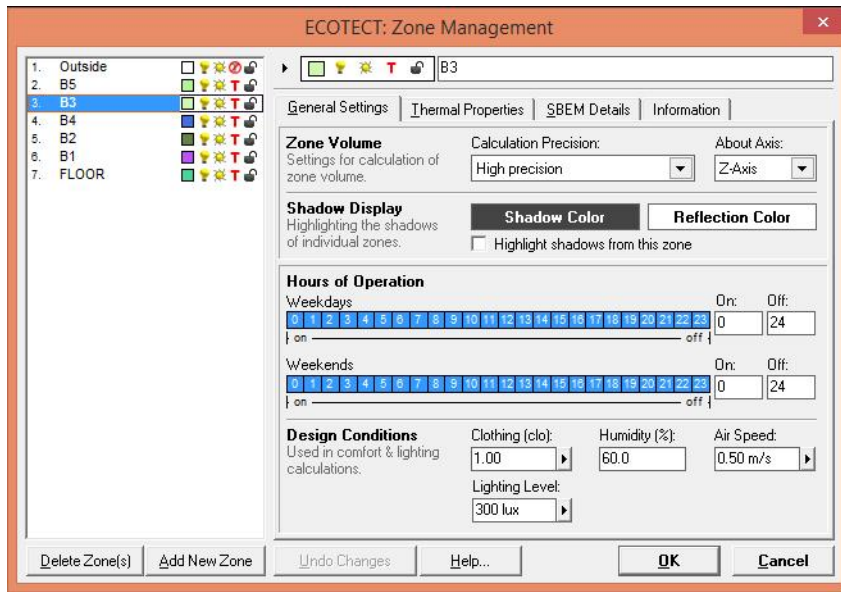 ECOTECT: Zone Management
1. Outside
2. B5
3. B3
4. B4
5. B2
6. B1
7. FLOOR
T B3
General Settings Thermal Properties SBEM Details Information
Zone Volume
Settings for calculation of
zone volume.
Calculation Precision: About Axis:
High precision Z-Axis
Shadow Display
Highlighting the shadows
of individual zones.
Shadow Color Reflection Color
Highlight shadows from this zone
Hours of Operation
Weekdays On: Off:
0 1 2 3 4 5 6 7 8 9 10 11 12 13 14 15 16 17 18 19 20 21 22 23 0 24
on off
Weekends On: Off:
0 1 2 3 4 5 6 7 8 9 10 11 12 13 14 15 16 17 18 19 20 21 22 23 0 24
on off
Design Conditions
Used in comfort & lighting
calculations.
Clothing (clo): Humidity (%): Air Speed:
1.00 60.0 0.50 m/s
Lighting Level:
300 lux
Delete Zone(s) Add New Zone Undo Changes Help... OK Cancel